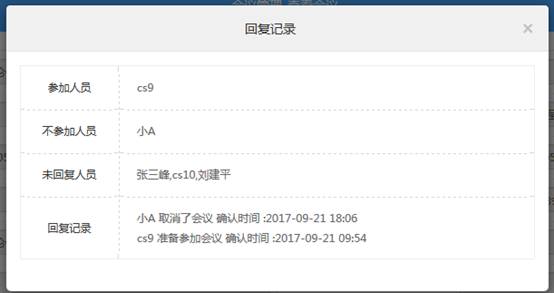 回复记录
×
参加人员 cs9
不参加人员 小A
未回复人员 张三峰,cs10,刘建平
回复记录
小A 取消了会议 确认时间 :2017-09-21 18:06
cs9 准备参加会议 确认时间 :2017-09-21 09:54